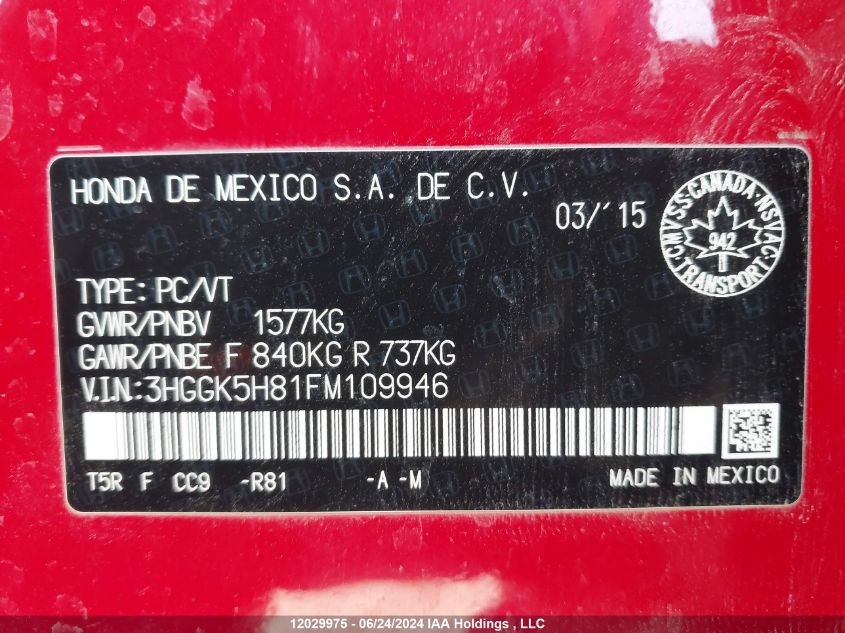 HONDA DE MEXICO S.A. DE C.V.
03/'15
CMVSS·CANADA·NSVAC
942
TRANSPORT
TYPE: PC/VT
GVWR/PNBV 1577KG
GAWR/PNBE F 840KG R 737KG
V.I.N.:3HGGK5H81FM109946
T5R F CC9 -R81 -A -M
MADE IN MEXICO
12029975 - 06/24/2024 IAA Holdings , LLC